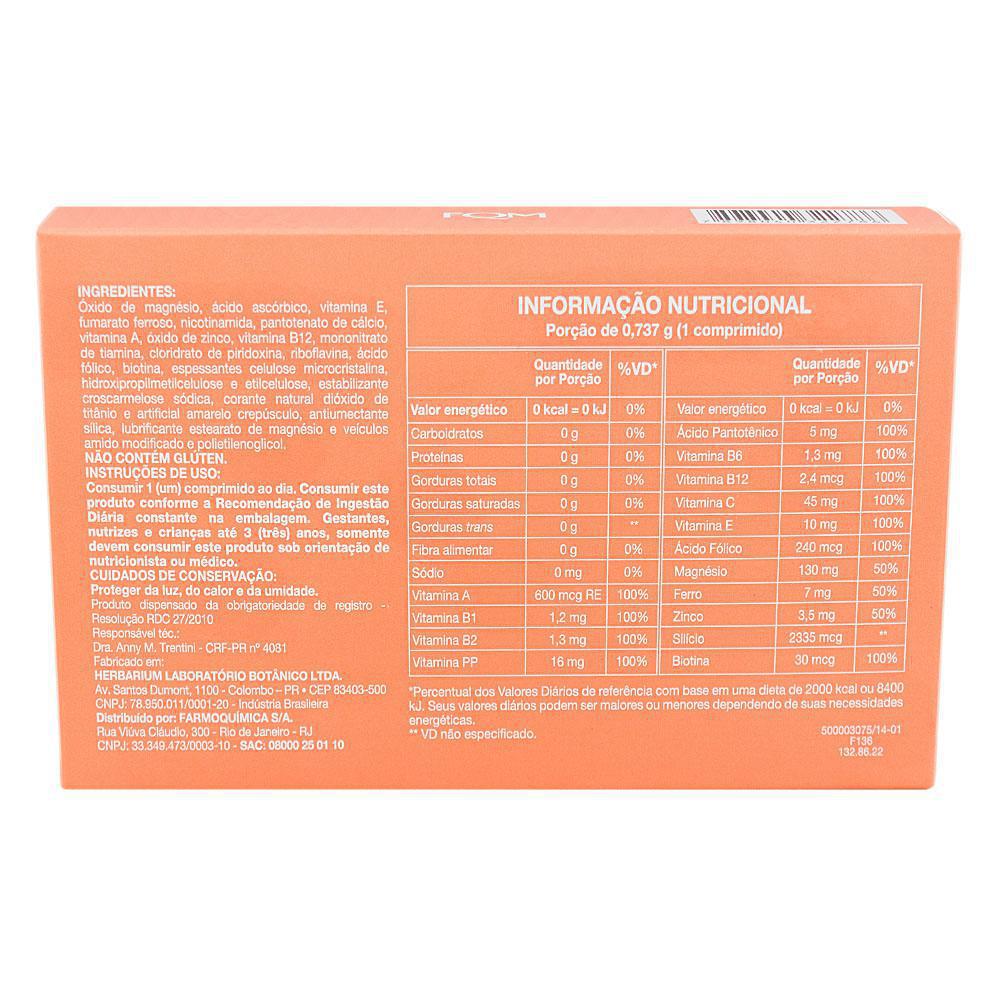 FQM
INGREDIENTES:
Óxido de magnésio, ácido ascórbico, vitamina E,
fumarato ferroso, nicotinamida, pantotenato de cálcio,
vitamina A, óxido de zinco, vitamina B12, mononitrato
de tiamina, cloridrato de piridoxina, riboflavina, ácido
fólico, biotina, espessantes celulose microcristalina,
hidroxipropilmetilcelulose e etilcelulose, estabilizante
croscarmelose sódica, corante natural dióxido de
titânio e artificial amarelo crepúsculo, antiumectante
sílica, lubrificante estearato de magnésio e veículos
amido modificado e polietilenoglicol.
NÃO CONTÉM GLÚTEN.
INSTRUÇÕES DE USO:
Consumir 1 (um) comprimido ao dia. Consumir este
produto conforme a Recomendação de Ingestão
Diária constante na embalagem. Gestantes,
nutrizes e crianças até 3 (três) anos, somente
devem consumir este produto sob orientação de
nutricionista ou médico.
CUIDADOS DE CONSERVAÇÃO:
Proteger da luz, do calor e da umidade.
Produto dispensado da obrigatoriedade de registro -
Resolução RDC 27/2010
Responsável téc.:
Dra. Anny M. Trentini - CRF-PR nº 4081
Fabricado em:
HERBARIUM LABORATÓRIO BOTÂNICO LTDA.
Av. Santos Dumont, 1100 - Colombo – PR • CEP 83403-500
CNPJ: 78.950.011/0001-20 - Indústria Brasileira
Distribuído por: FARMOQUÍMICA S/A.
Rua Viúva Cláudio, 300 - Rio de Janeiro - RJ
CNPJ: 33.349.473/0003-10 - SAC: 08000 25 01 10
INFORMAÇÃO NUTRICIONAL
Porção de 0,737 g (1 comprimido)
Quantidade por Porção %VD*
Valor energético 0 kcal = 0 kJ 0%
Carboidratos 0 g 0%
Proteínas 0 g 0%
Gorduras totais 0 g 0%
Gorduras saturadas 0 g 0%
Gorduras trans 0 g **
Fibra alimentar 0 g 0%
Sódio 0 mg 0%
Vitamina A 600 mcg RE 100%
Vitamina B1 1,2 mg 100%
Vitamina B2 1,3 mg 100%
Vitamina PP 16 mg 100%
Quantidade por Porção %VD*
Valor energético 0 kcal = 0 kJ 0%
Ácido Pantotênico 5 mg 100%
Vitamina B6 1,3 mg 100%
Vitamina B12 2,4 mcg 100%
Vitamina C 45 mg 100%
Vitamina E 10 mg 100%
Ácido Fólico 240 mcg 100%
Magnésio 130 mg 50%
Ferro 7 mg 50%
Zinco 3,5 mg 50%
Silício 2335 mcg **
Biotina 30 mcg 100%
*Percentual dos Valores Diários de referência com base em uma dieta de 2000 kcal ou 8400
kJ. Seus valores diários podem ser maiores ou menores dependendo de suas necessidades
energéticas.
** VD não especificado.
500003075/14-01
F136
132.86.22